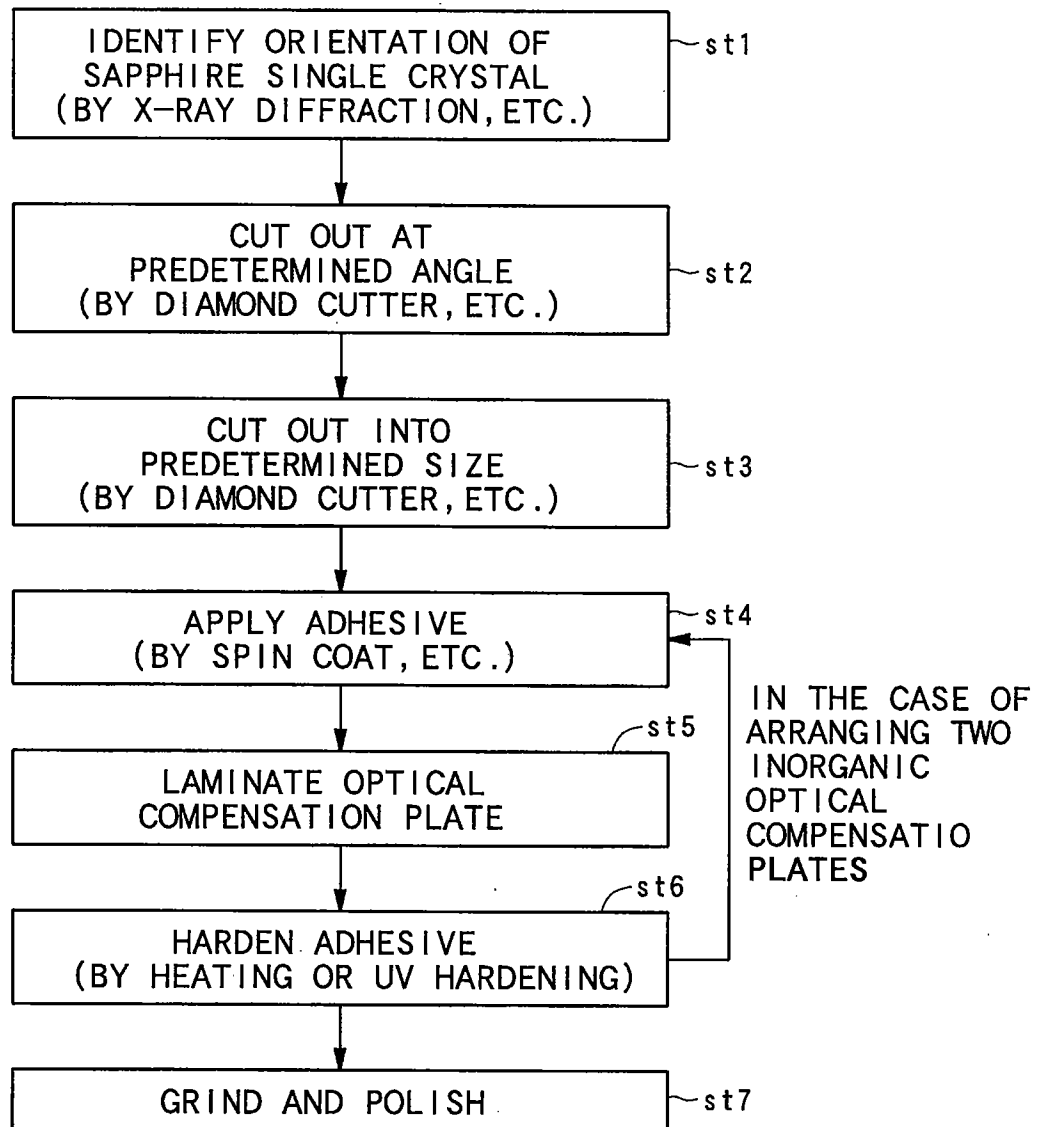 IDENTIFY ORIENTATION OF
SAPPHIRE SINGLE CRYSTAL
(BY X-RAY DIFFRACTION, ETC.)
st1
CUT OUT AT
PREDETERMINED ANGLE
(BY DIAMOND CUTTER, ETC.)
st2
CUT OUT INTO
PREDETERMINED SIZE
(BY DIAMOND CUTTER, ETC.)
st3
APPLY ADHESIVE
(BY SPIN COAT, ETC.)
st4
st5
LAMINATE OPTICAL
COMPENSATION PLATE
IN THE CASE OF
ARRANGING TWO
INORGANIC
OPTICAL
COMPENSATIO
PLATES
st6
HARDEN ADHESIVE
(BY HEATING OR UV HARDENING)
GRIND AND POLISH
st7